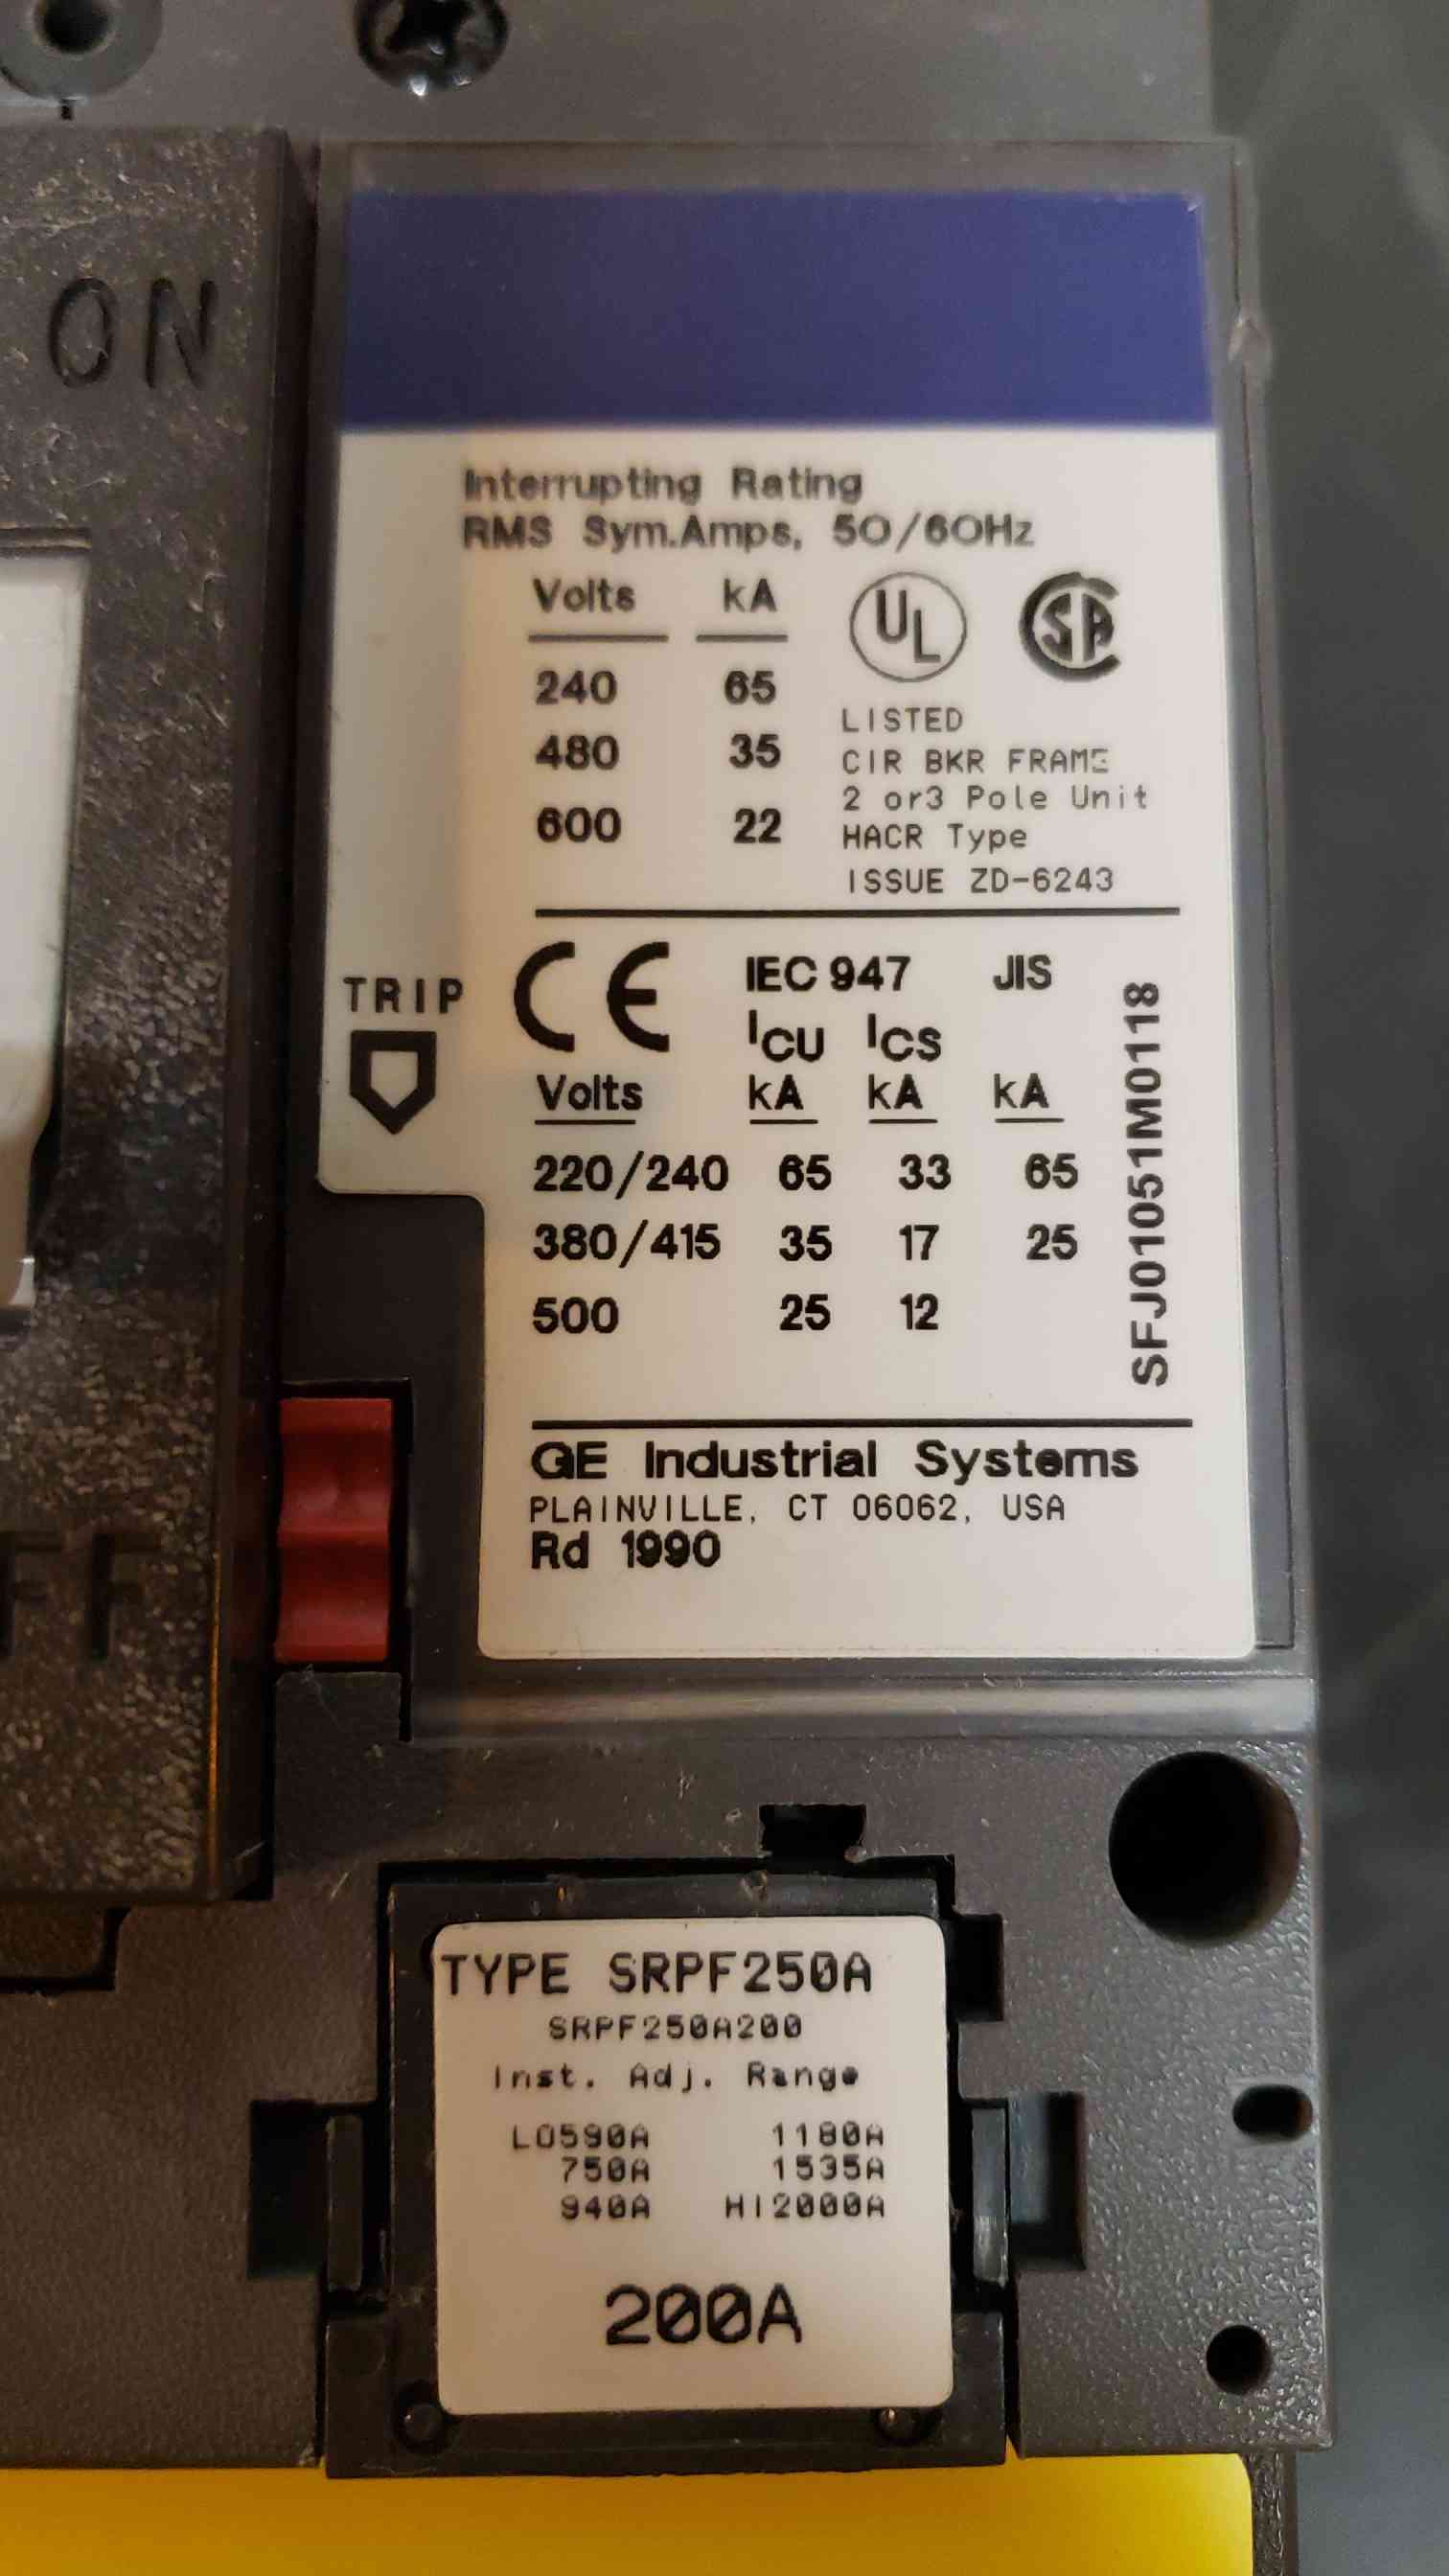 ON
Interrupting Rating
RMS Sym.Amps, 50/60Hz
Volts kA
240 65
480 35
600 22
UL
SA
LISTED
CIR BKR FRAME
2 or3 Pole Unit
HACR Type
ISSUE ZD-6243
TRIP
CE IEC 947 JIS
ICU ICS
Volts kA kA kA
220/240 65 33 65
380/415 35 17 25
500 25 12
SFJ01051M0118
GE Industrial Systems
PLAINVILLE, CT 06062, USA
Rd 1990
FF
TYPE SRPF250A
SRPF250A200
Inst. Adj. Range
LO590A 1180A
750A 1535A
940A HI2000A
200A